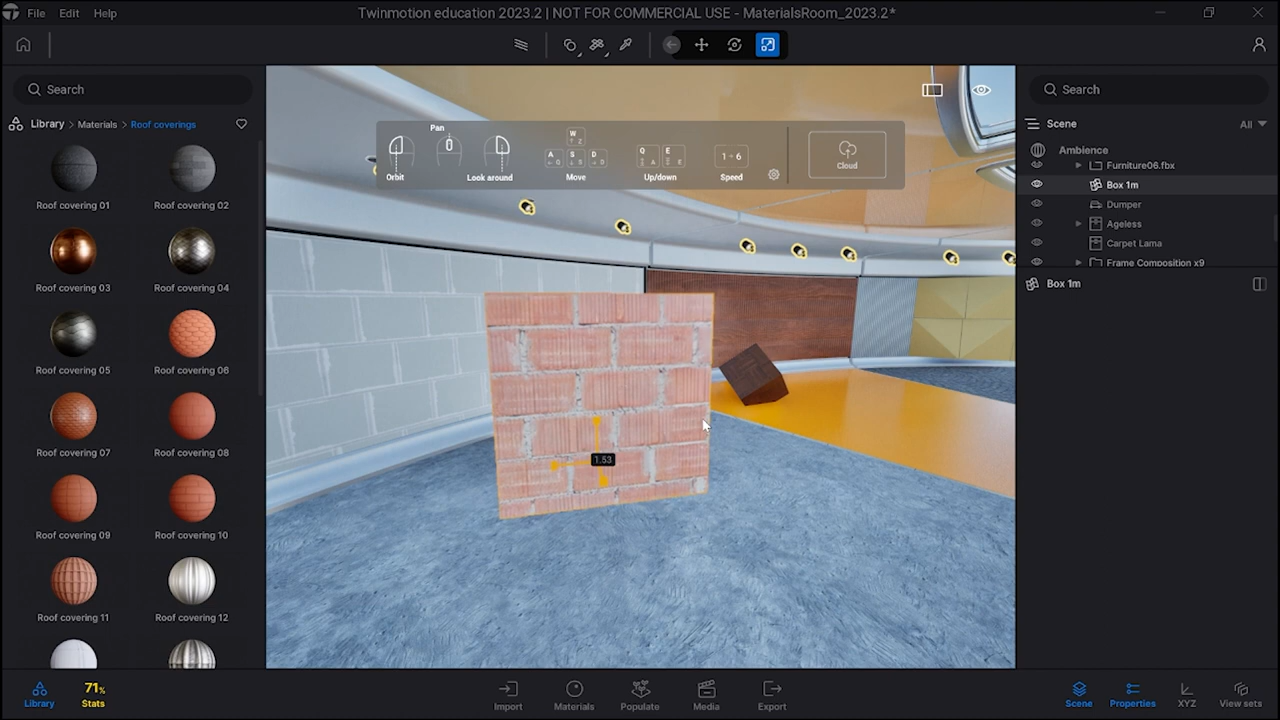 File Edit Help
Twinmotion education 2023.2 | NOT FOR COMMERCIAL USE - MaterialsRoom_2023.2*
Search
Library > Materials > Roof coverings
Roof covering 01
Roof covering 02
Roof covering 03
Roof covering 04
Roof covering 05
Roof covering 06
Roof covering 07
Roof covering 08
Roof covering 09
Roof covering 10
Roof covering 11
Roof covering 12
Pan
Orbit
Look around
W
A S D
Move
Q E
Up/down
1 → 6
Speed
Cloud
1.53
Search
Scene
All
Ambience
Furniture06.fbx
Box 1m
Dumper
Ageless
Carpet Lama
Frame Composition x9
Box 1m
Library
71%
Stats
Import
Materials
Populate
Media
Export
Scene
Properties
XYZ
View sets